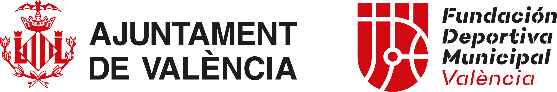 AJUNTAMENT
DE VALÈNCIA
Fundación
Deportiva
Municipal
València